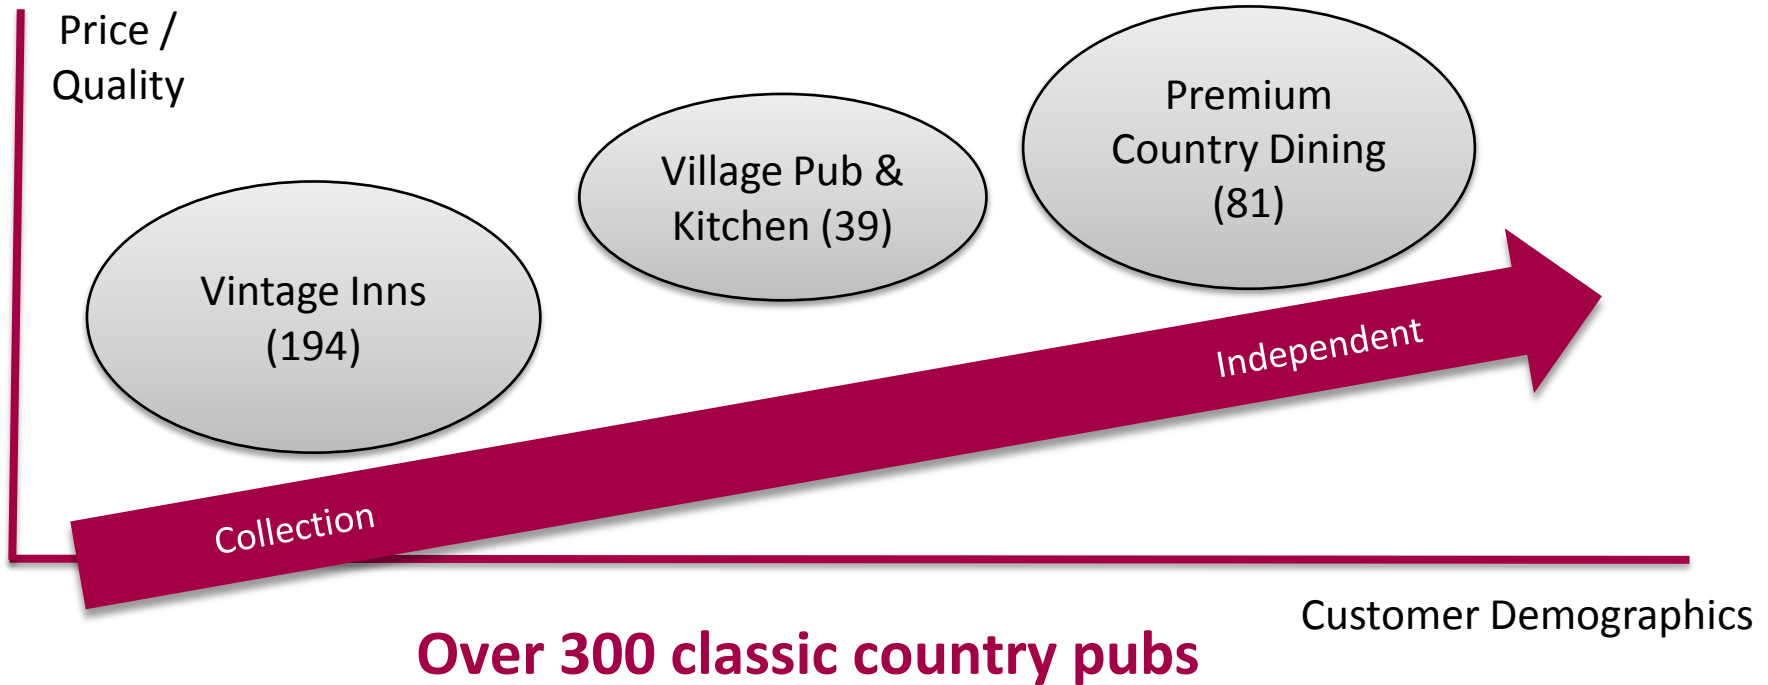 Price /
Quality
Premium
Country Dining
(81)
Village Pub &
Kitchen (39)
Vintage Inns
(194)
Independent
Collection
Customer Demographics
Over 300 classic country pubs